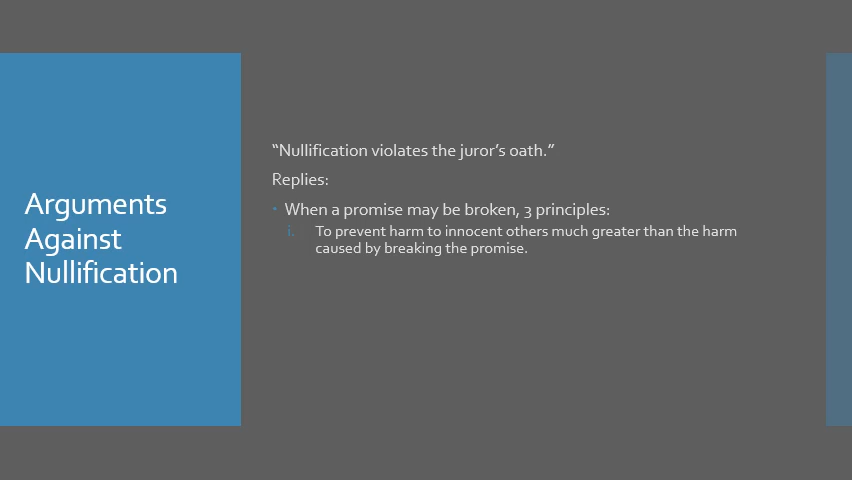 Arguments
Against
Nullification
“Nullification violates the juror’s oath.”
Replies:
• When a promise may be broken, 3 principles:
i. To prevent harm to innocent others much greater than the harm
caused by breaking the promise.